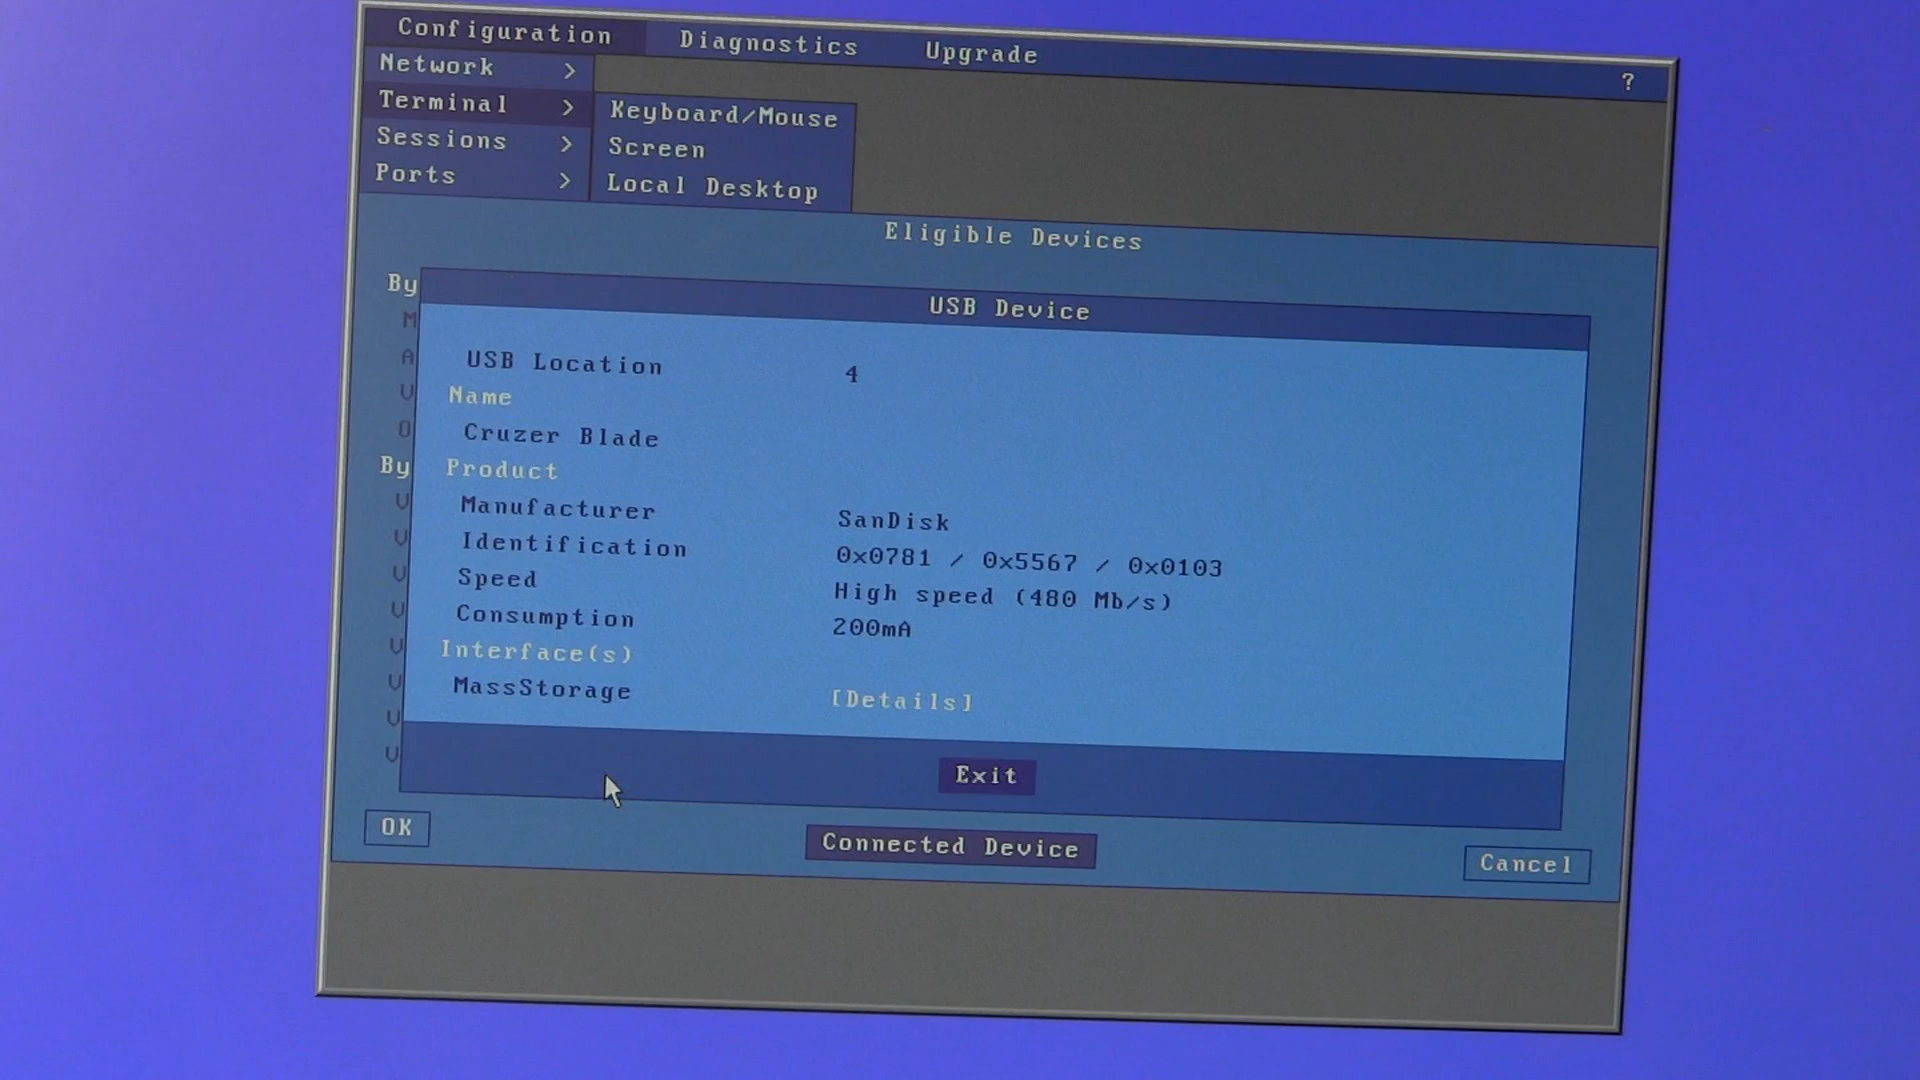 Configuration Diagnostics Upgrade ?
Network >
Terminal > Keyboard/Mouse
Sessions > Screen
Ports > Local Desktop
Eligible Devices
By
M
A
U
O
By
V
V
V
V
V
V
V
V
USB Device
USB Location 4
Name
Cruzer Blade
Product
Manufacturer SanDisk
Identification 0x0781 / 0x5567 / 0x0103
Speed High speed (480 Mb/s)
Consumption 200mA
Interface(s)
MassStorage [Details]
Exit
OK Connected Device Cancel